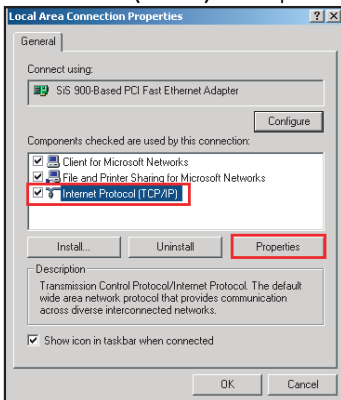 Local Area Connection Properties
General
Connect using:
SiS 900-Based PCI Fast Ethernet Adapter
Configure
Components checked are used by this connection:
Client for Microsoft Networks
File and Printer Sharing for Microsoft Networks
Internet Protocol (TCP/IP)
Install...
Uninstall
Properties
Description
Transmission Control Protocol/Internet Protocol. The default
wide area network protocol that provides communication
across diverse interconnected networks.
Show icon in taskbar when connected
OK
Cancel